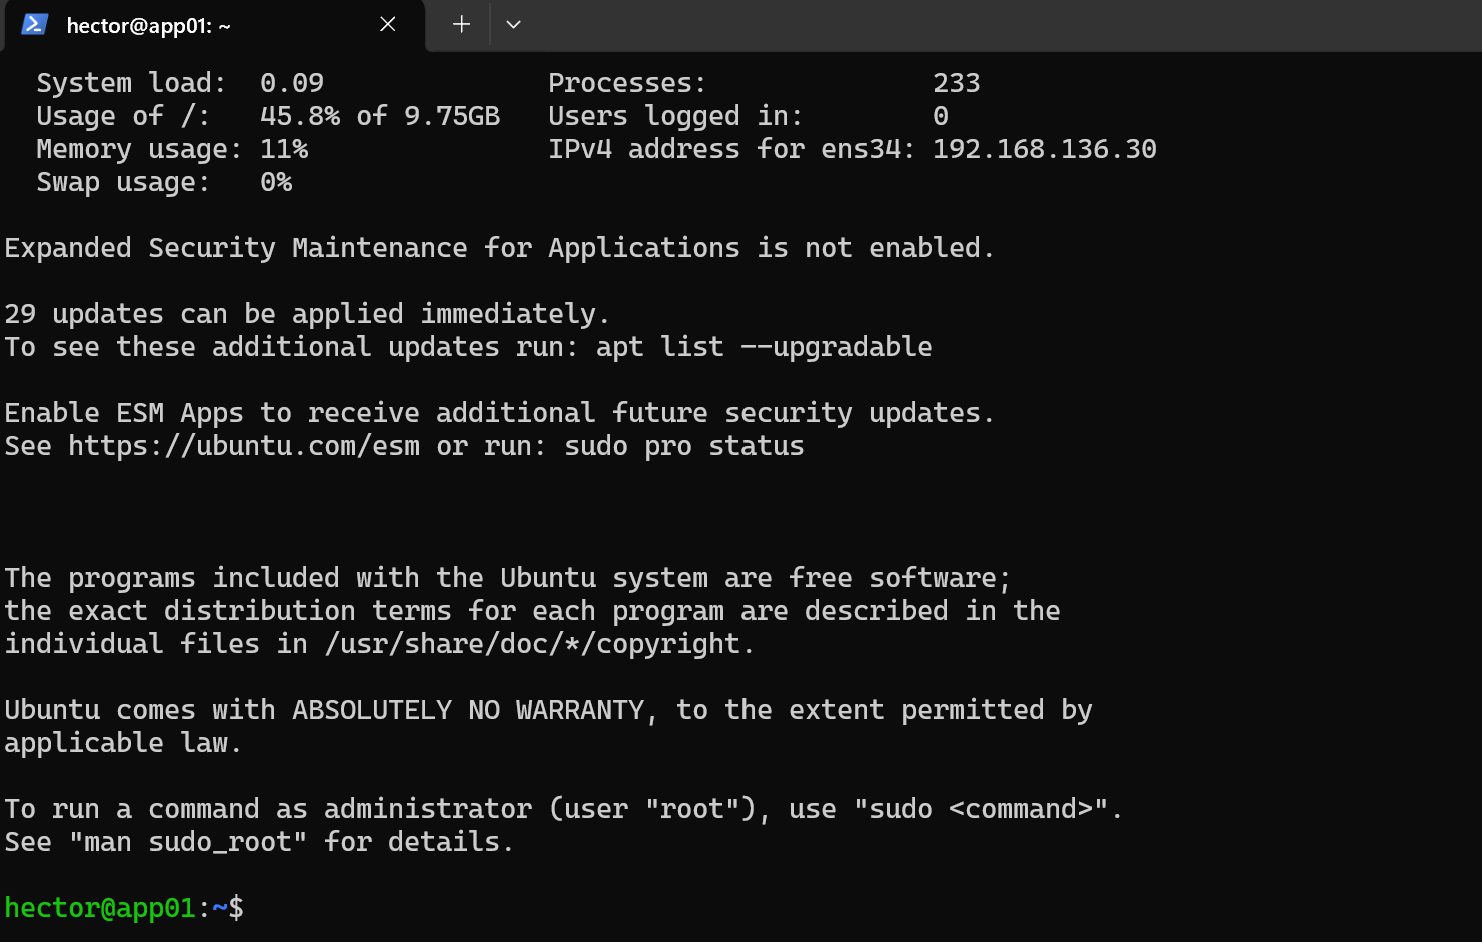 hector@app01: ~
System load:  0.09              Processes:              233
Usage of /:   45.8% of 9.75GB   Users logged in:        0
Memory usage: 11%               IPv4 address for ens34: 192.168.136.30
Swap usage:   0%
Expanded Security Maintenance for Applications is not enabled.
29 updates can be applied immediately.
To see these additional updates run: apt list --upgradable
Enable ESM Apps to receive additional future security updates.
See https://ubuntu.com/esm or run: sudo pro status
The programs included with the Ubuntu system are free software;
the exact distribution terms for each program are described in the
individual files in /usr/share/doc/*/copyright.
Ubuntu comes with ABSOLUTELY NO WARRANTY, to the extent permitted by
applicable law.
To run a command as administrator (user "root"), use "sudo <command>".
See "man sudo_root" for details.
hector@app01:~$